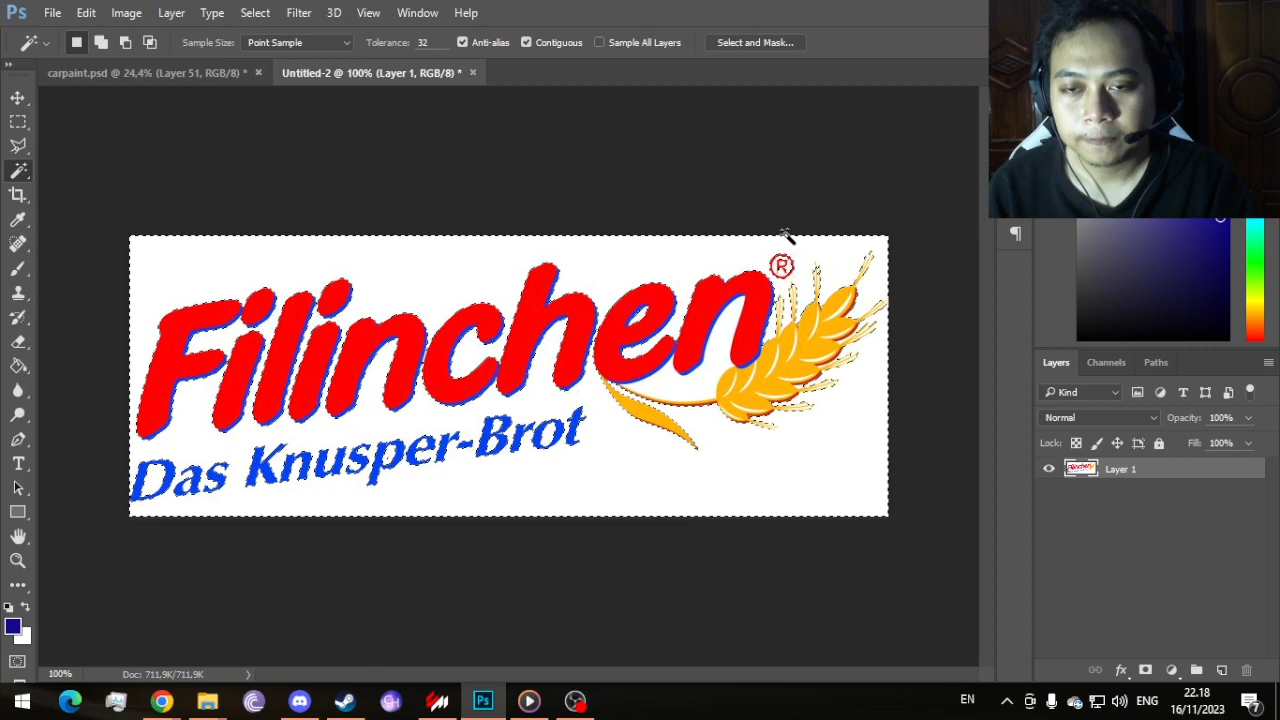 Ps File Edit Image Layer Type Select Filter 3D View Window Help
Sample Size: Point Sample Tolerance: 32 Anti-alias Contiguous Sample All Layers Select and Mask...
carpaint.psd @ 24,4% (Layer 51, RGB/8) * × Untitled-2 @ 100% (Layer 1, RGB/8) * ×
Filinchen ®
Das Knusper-Brot
Layers Channels Paths
Kind
Normal Opacity: 100%
Lock: Fill: 100%
Layer 1
100% Doc: 711,9K/711,9K
fx
EN ENG 22.18
16/11/2023 7